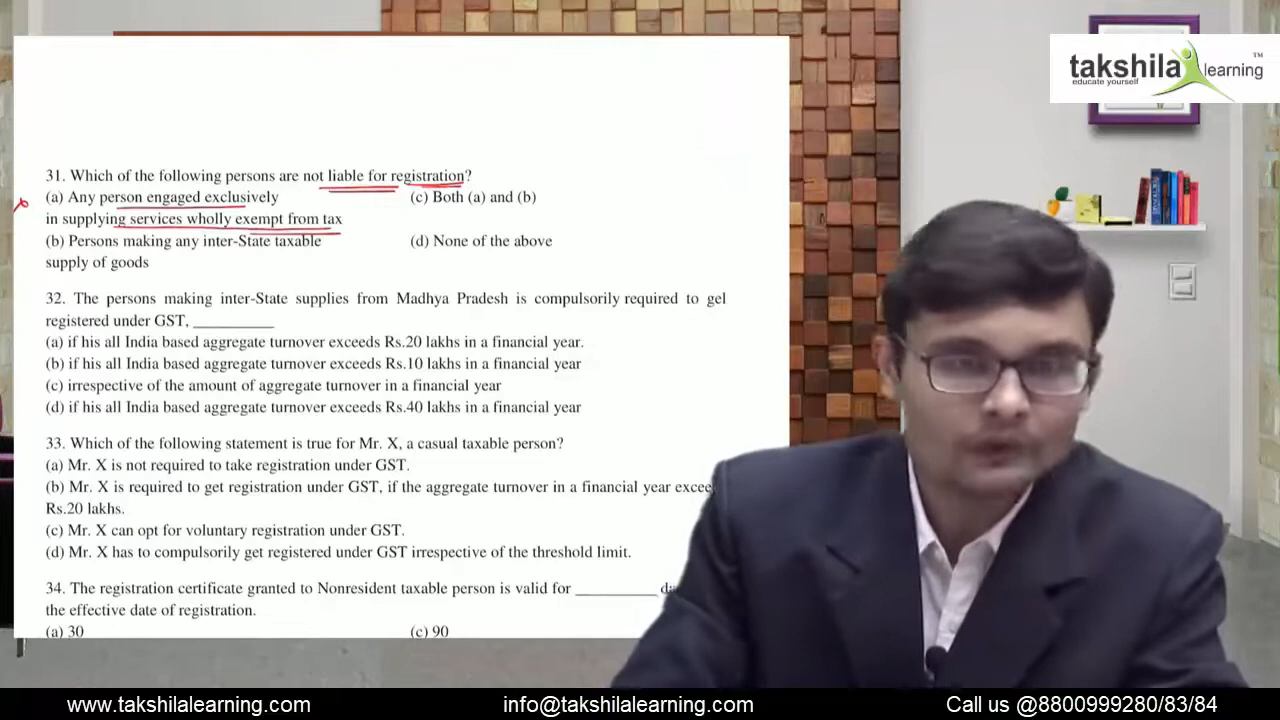 takshila learning TM
educate yourself
31. Which of the following persons are not liable for registration?
(a) Any person engaged exclusively (c) Both (a) and (b)
in supplying services wholly exempt from tax
(b) Persons making any inter-State taxable (d) None of the above
supply of goods
32. The persons making inter-State supplies from Madhya Pradesh is compulsorily required to gel
registered under GST, __________
(a) if his all India based aggregate turnover exceeds Rs.20 lakhs in a financial year.
(b) if his all India based aggregate turnover exceeds Rs.10 lakhs in a financial year
(c) irrespective of the amount of aggregate turnover in a financial year
(d) if his all India based aggregate turnover exceeds Rs.40 lakhs in a financial year
33. Which of the following statement is true for Mr. X, a casual taxable person?
(a) Mr. X is not required to take registration under GST.
(b) Mr. X is required to get registration under GST, if the aggregate turnover in a financial year
Rs.20 lakhs.
(c) Mr. X can opt for voluntary registration under GST.
(d) Mr. X has to compulsorily get registered under GST irrespective of the threshold limit.
34. The registration certificate granted to Nonresident taxable person is valid for __________
the effective date of registration.
(a) 30 (c) 90
www.takshilalearning.com info@takshilalearning.com Call us @8800999280/83/84